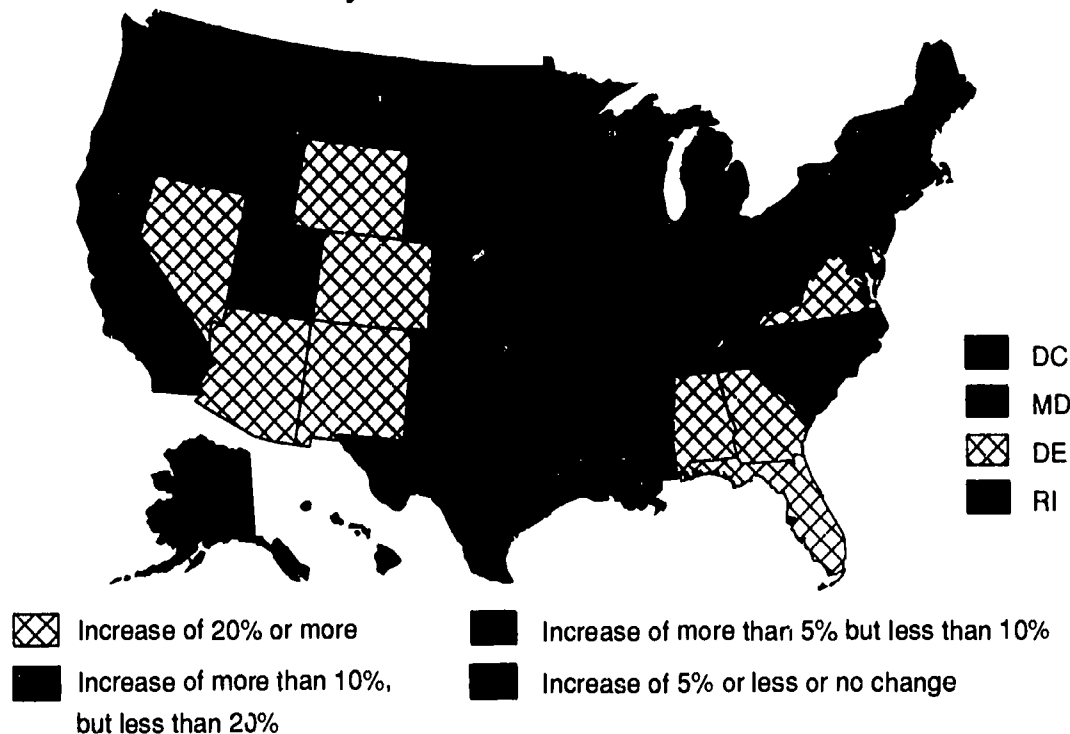 DC
MD
DE
RI
Increase of 20% or more
Increase of more than 10%,
but less than 20%
Increase of more than 5% but less than 10%
Increase of 5% or less or no change